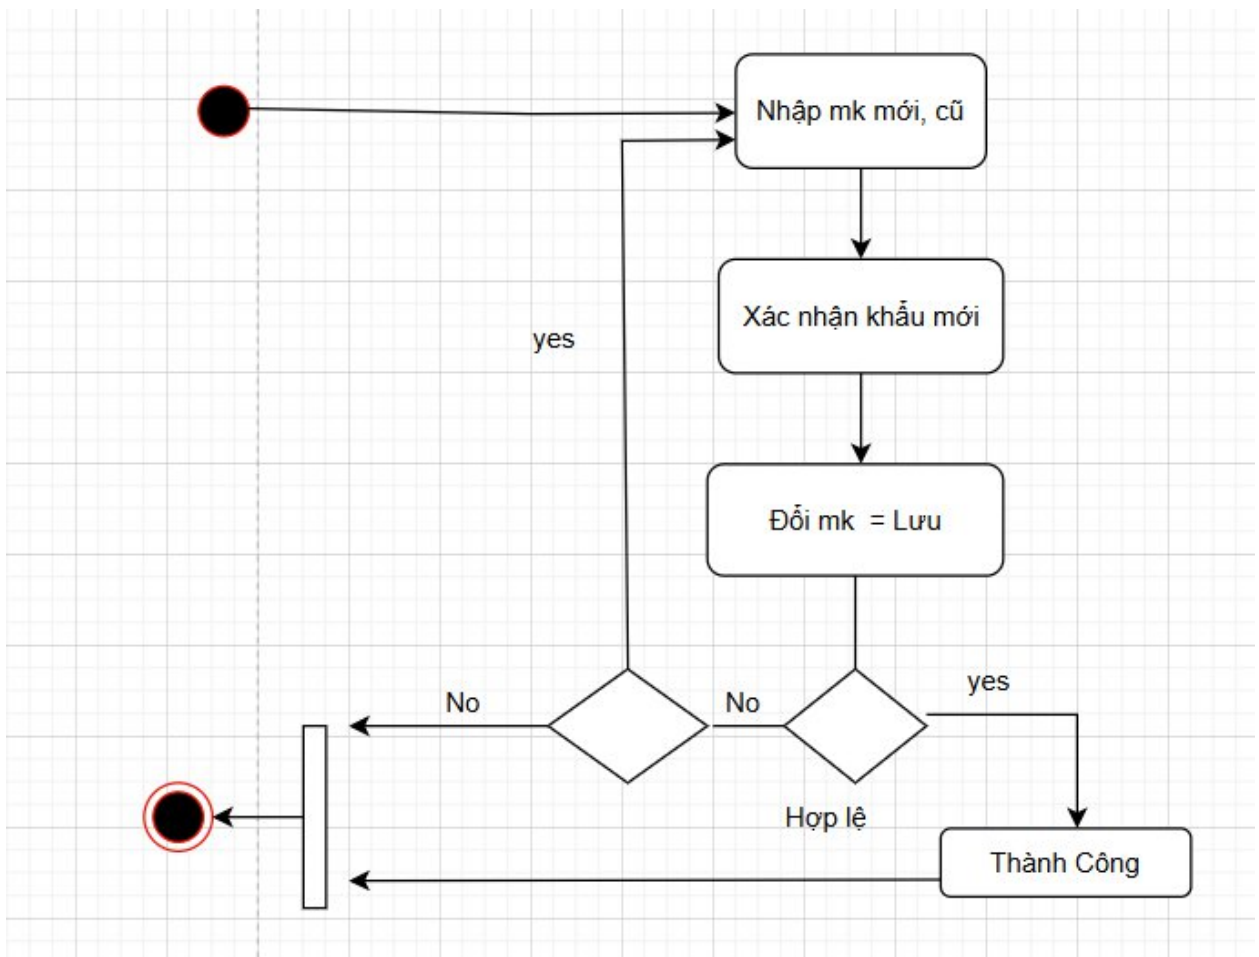 Nhập mk mới, cũ
Xác nhận khẩu mới
yes
Đổi mk = Lưu
No
No
yes
Hợp lệ
Thành Công